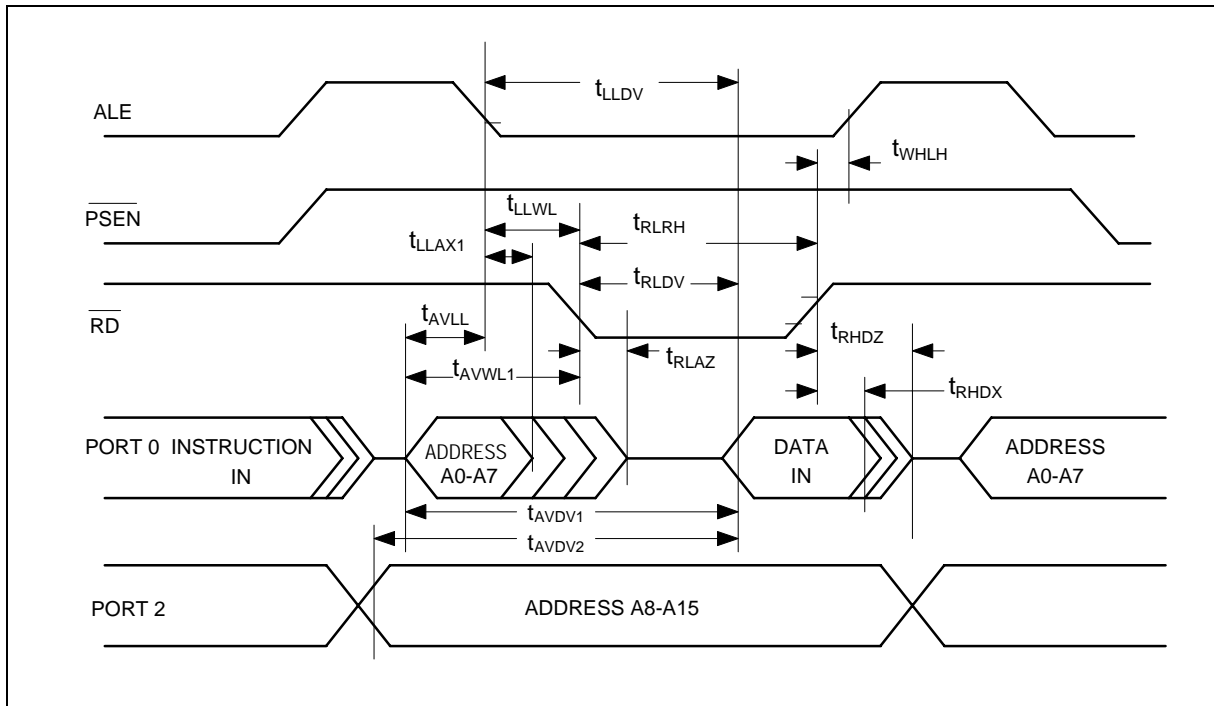 ALE
tLLDV
tWHLH
PSEN
tLLWL
tLLAX1
tRLRH
tRLDV
RD
tAVLL
tAVWL1
tRLAZ
tRHDZ
tRHDX
PORT 0 INSTRUCTION
IN
ADDRESS
A0-A7
DATA
IN
ADDRESS
A0-A7
tAVDV1
tAVDV2
PORT 2
ADDRESS A8-A15